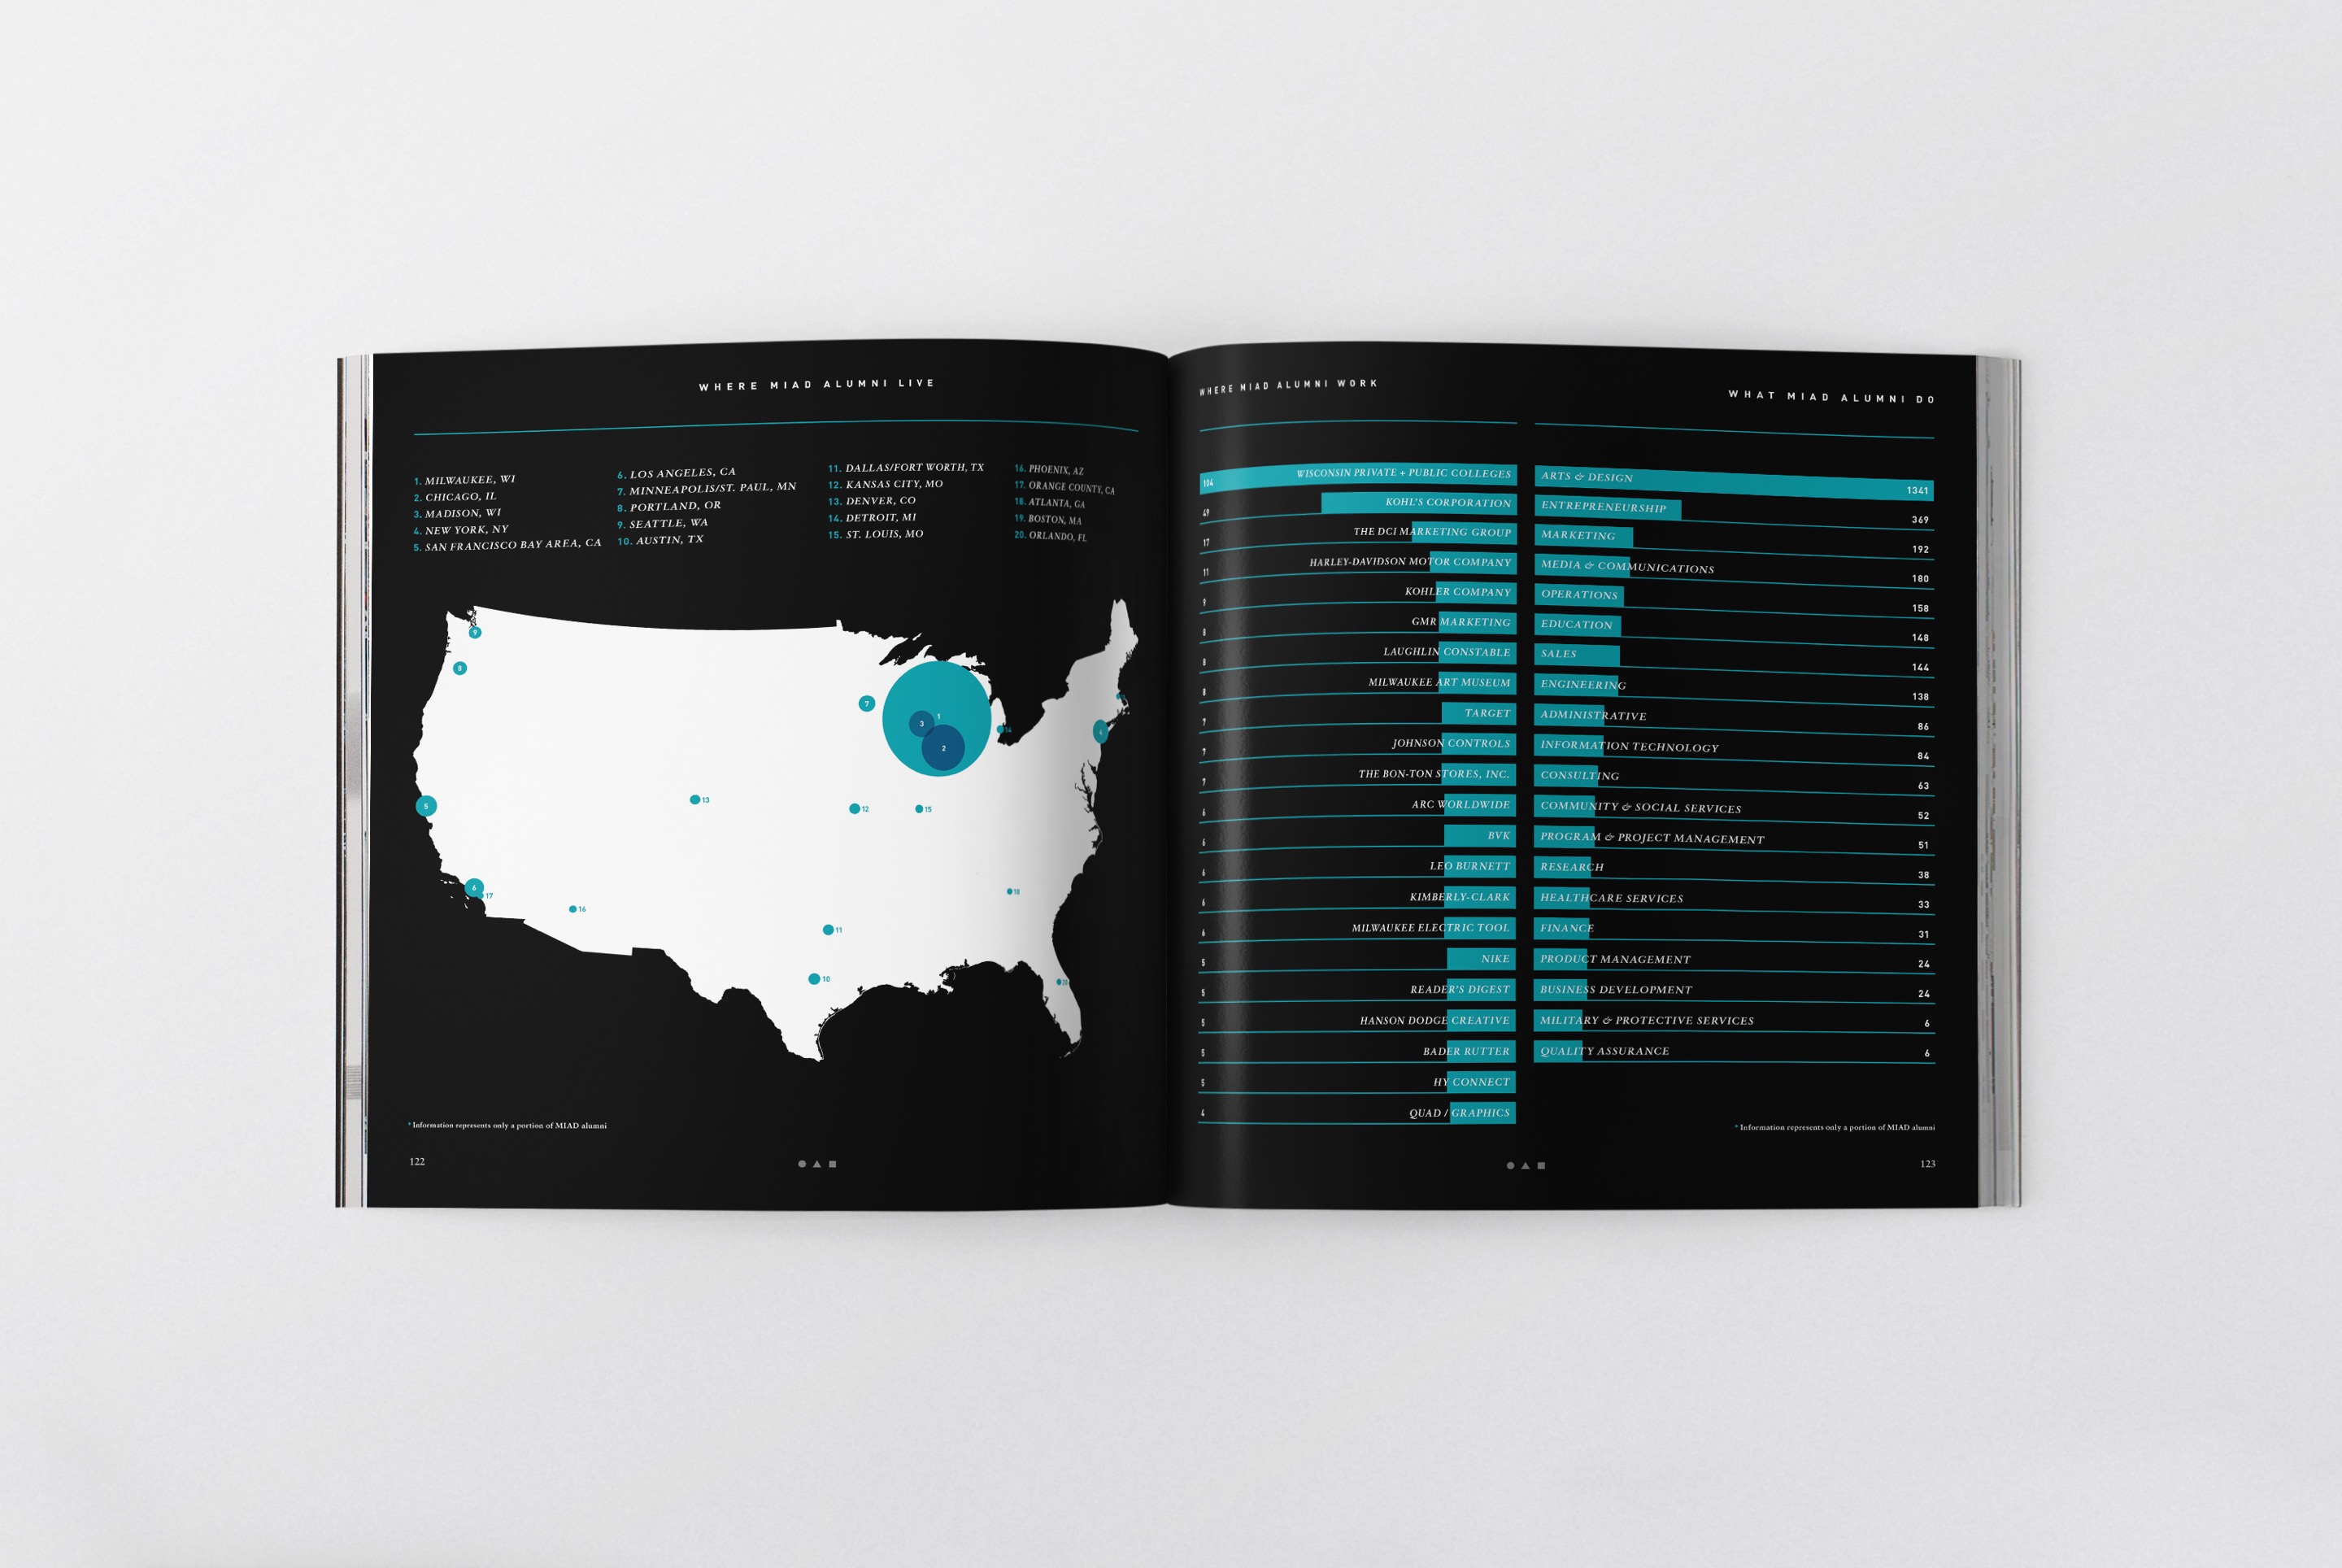 WHERE MIAD ALUMNI LIVE
1. MILWAUKEE, WI
2. CHICAGO, IL
3. MADISON, WI
4. NEW YORK, NY
5. SAN FRANCISCO BAY AREA, CA
6. LOS ANGELES, CA
7. MINNEAPOLIS/ST. PAUL, MN
8. PORTLAND, OR
9. SEATTLE, WA
10. AUSTIN, TX
11. DALLAS/FORT WORTH, TX
12. KANSAS CITY, MO
13. DENVER, CO
14. DETROIT, MI
15. ST. LOUIS, MO
16. PHOENIX, AZ
17. ORANGE COUNTY, CA
18. ATLANTA, GA
19. BOSTON, MA
20. ORLANDO, FL
9
8
7
1
3
2
14
4
5
13
12
15
6
17
16
18
11
10
* Information represents only a portion of MIAD alumni
122
WHERE MIAD ALUMNI WORK
104 WISCONSIN PRIVATE + PUBLIC COLLEGES
49 KOHL'S CORPORATION
17 THE DCI MARKETING GROUP
11 HARLEY-DAVIDSON MOTOR COMPANY
9 KOHLER COMPANY
8 GMR MARKETING
8 LAUGHLIN CONSTABLE
8 MILWAUKEE ART MUSEUM
7 TARGET
7 JOHNSON CONTROLS
7 THE BON-TON STORES, INC.
6 ARC WORLDWIDE
6 BVK
6 LEO BURNETT
6 KIMBERLY-CLARK
6 MILWAUKEE ELECTRIC TOOL
5 NIKE
5 READER'S DIGEST
5 HANSON DODGE CREATIVE
5 BADER RUTTER
5 HY CONNECT
4 QUAD / GRAPHICS
WHAT MIAD ALUMNI DO
ARTS & DESIGN 1341
ENTREPRENEURSHIP 369
MARKETING 192
MEDIA & COMMUNICATIONS 180
OPERATIONS 158
EDUCATION 148
SALES 144
ENGINEERING 138
ADMINISTRATIVE 86
INFORMATION TECHNOLOGY 84
CONSULTING 63
COMMUNITY & SOCIAL SERVICES 52
PROGRAM & PROJECT MANAGEMENT 51
RESEARCH 38
HEALTHCARE SERVICES 33
FINANCE 31
PRODUCT MANAGEMENT 24
BUSINESS DEVELOPMENT 24
MILITARY & PROTECTIVE SERVICES 6
QUALITY ASSURANCE 6
* Information represents only a portion of MIAD alumni
123